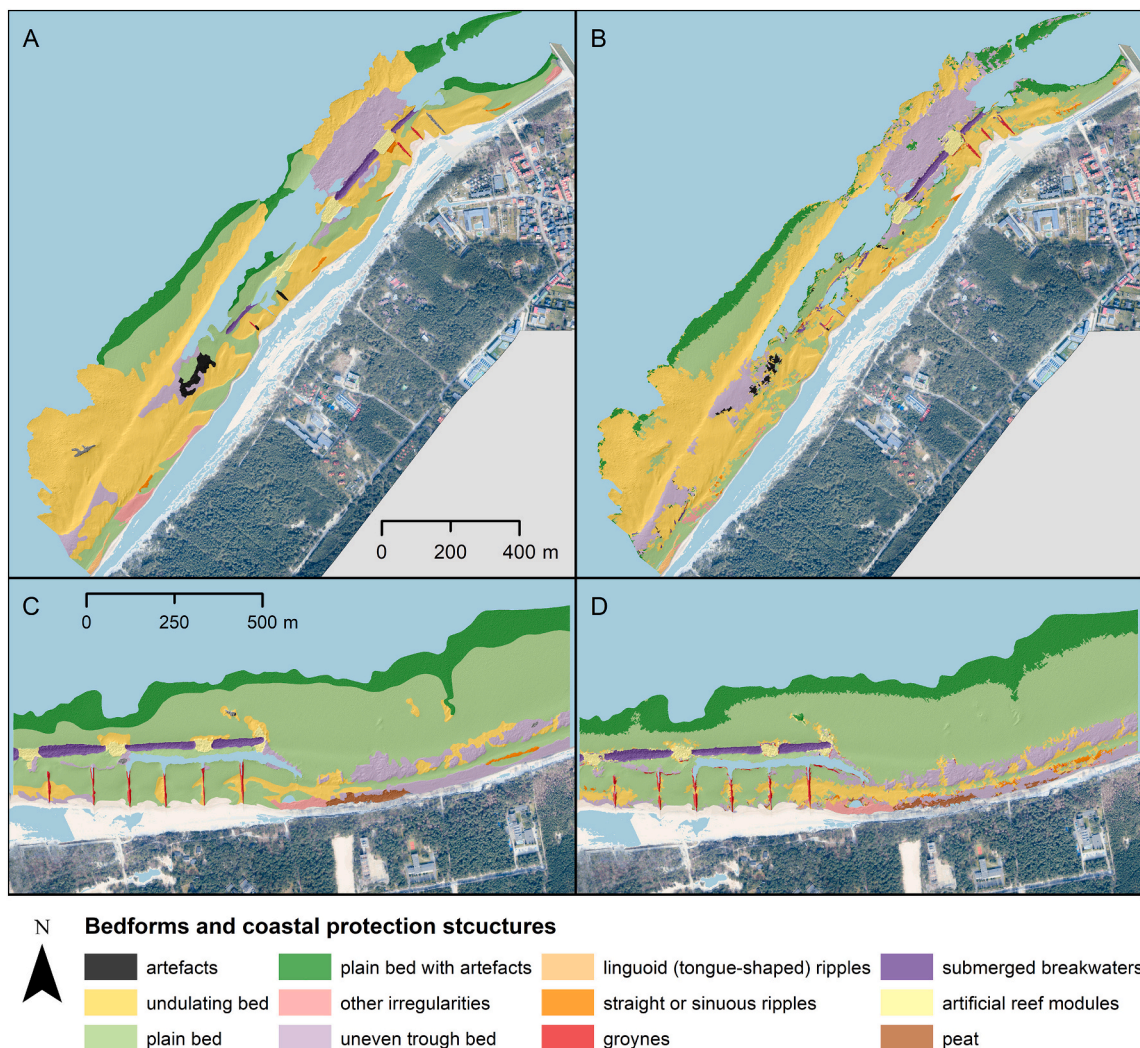 A
B
0 200 400 m
C
0 250 500 m
D
N
Bedforms and coastal protection stcuctures
artefacts
plain bed with artefacts
linguoid (tongue-shaped) ripples
submerged breakwaters
undulating bed
other irregularities
straight or sinuous ripples
artificial reef modules
plain bed
uneven trough bed
groynes
peat